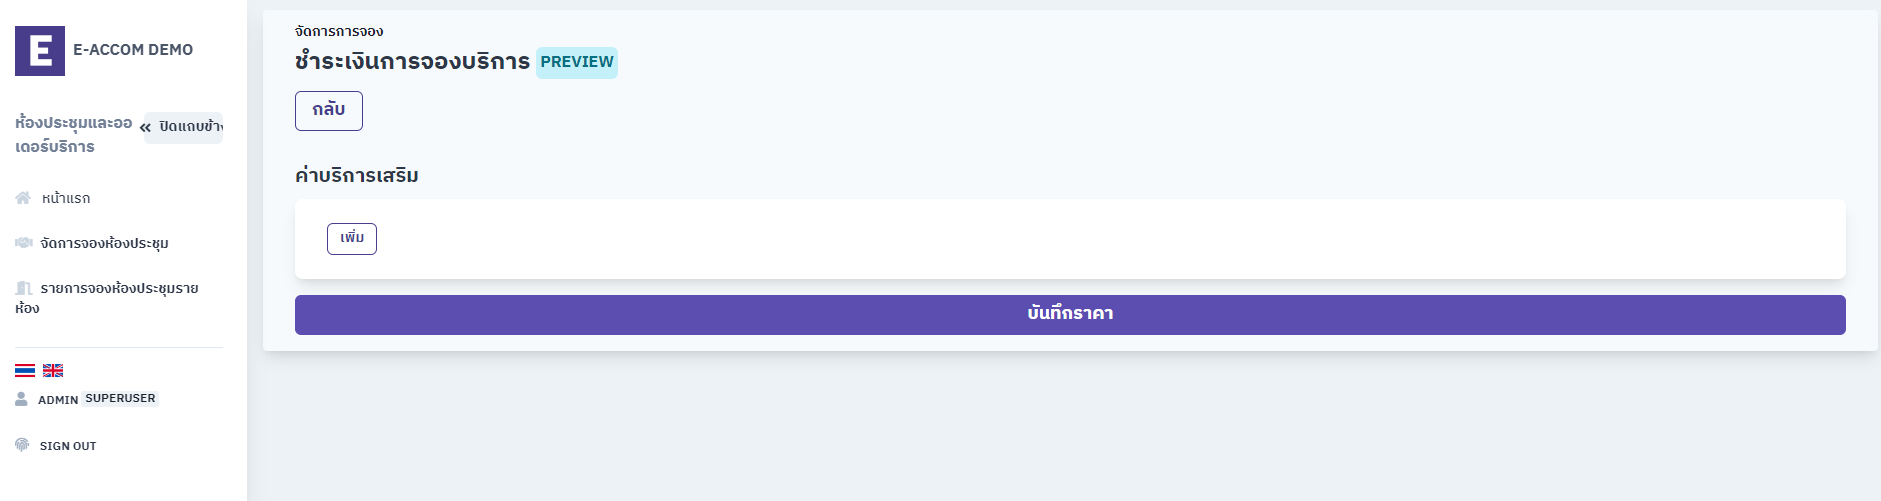 E E-ACCOM DEMO
ห้องประชุมและออ
เดอร์บริการ
ปิดแถบข้าง
หน้าแรก
จัดการจองห้องประชุม
รายการจองห้องประชุมราย
ห้อง
ADMIN SUPERUSER
SIGN OUT
จัดการการจอง
ชำระเงินการจองบริการ PREVIEW
กลับ
ค่าบริการเสริม
เพิ่ม
บันทึกราคา